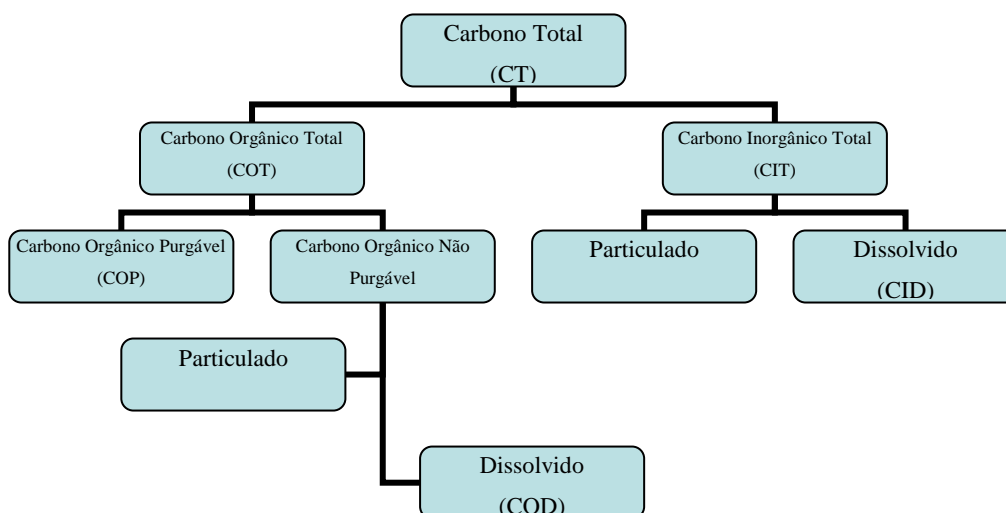 Carbono Total
(CT)
Carbono Orgânico Total
(COT)
Carbono Inorgânico Total
(CIT)
Carbono Orgânico Purgável
(COP)
Carbono Orgânico Não
Purgável
Particulado
Dissolvido
(CID)
Particulado
Dissolvido
(COD)